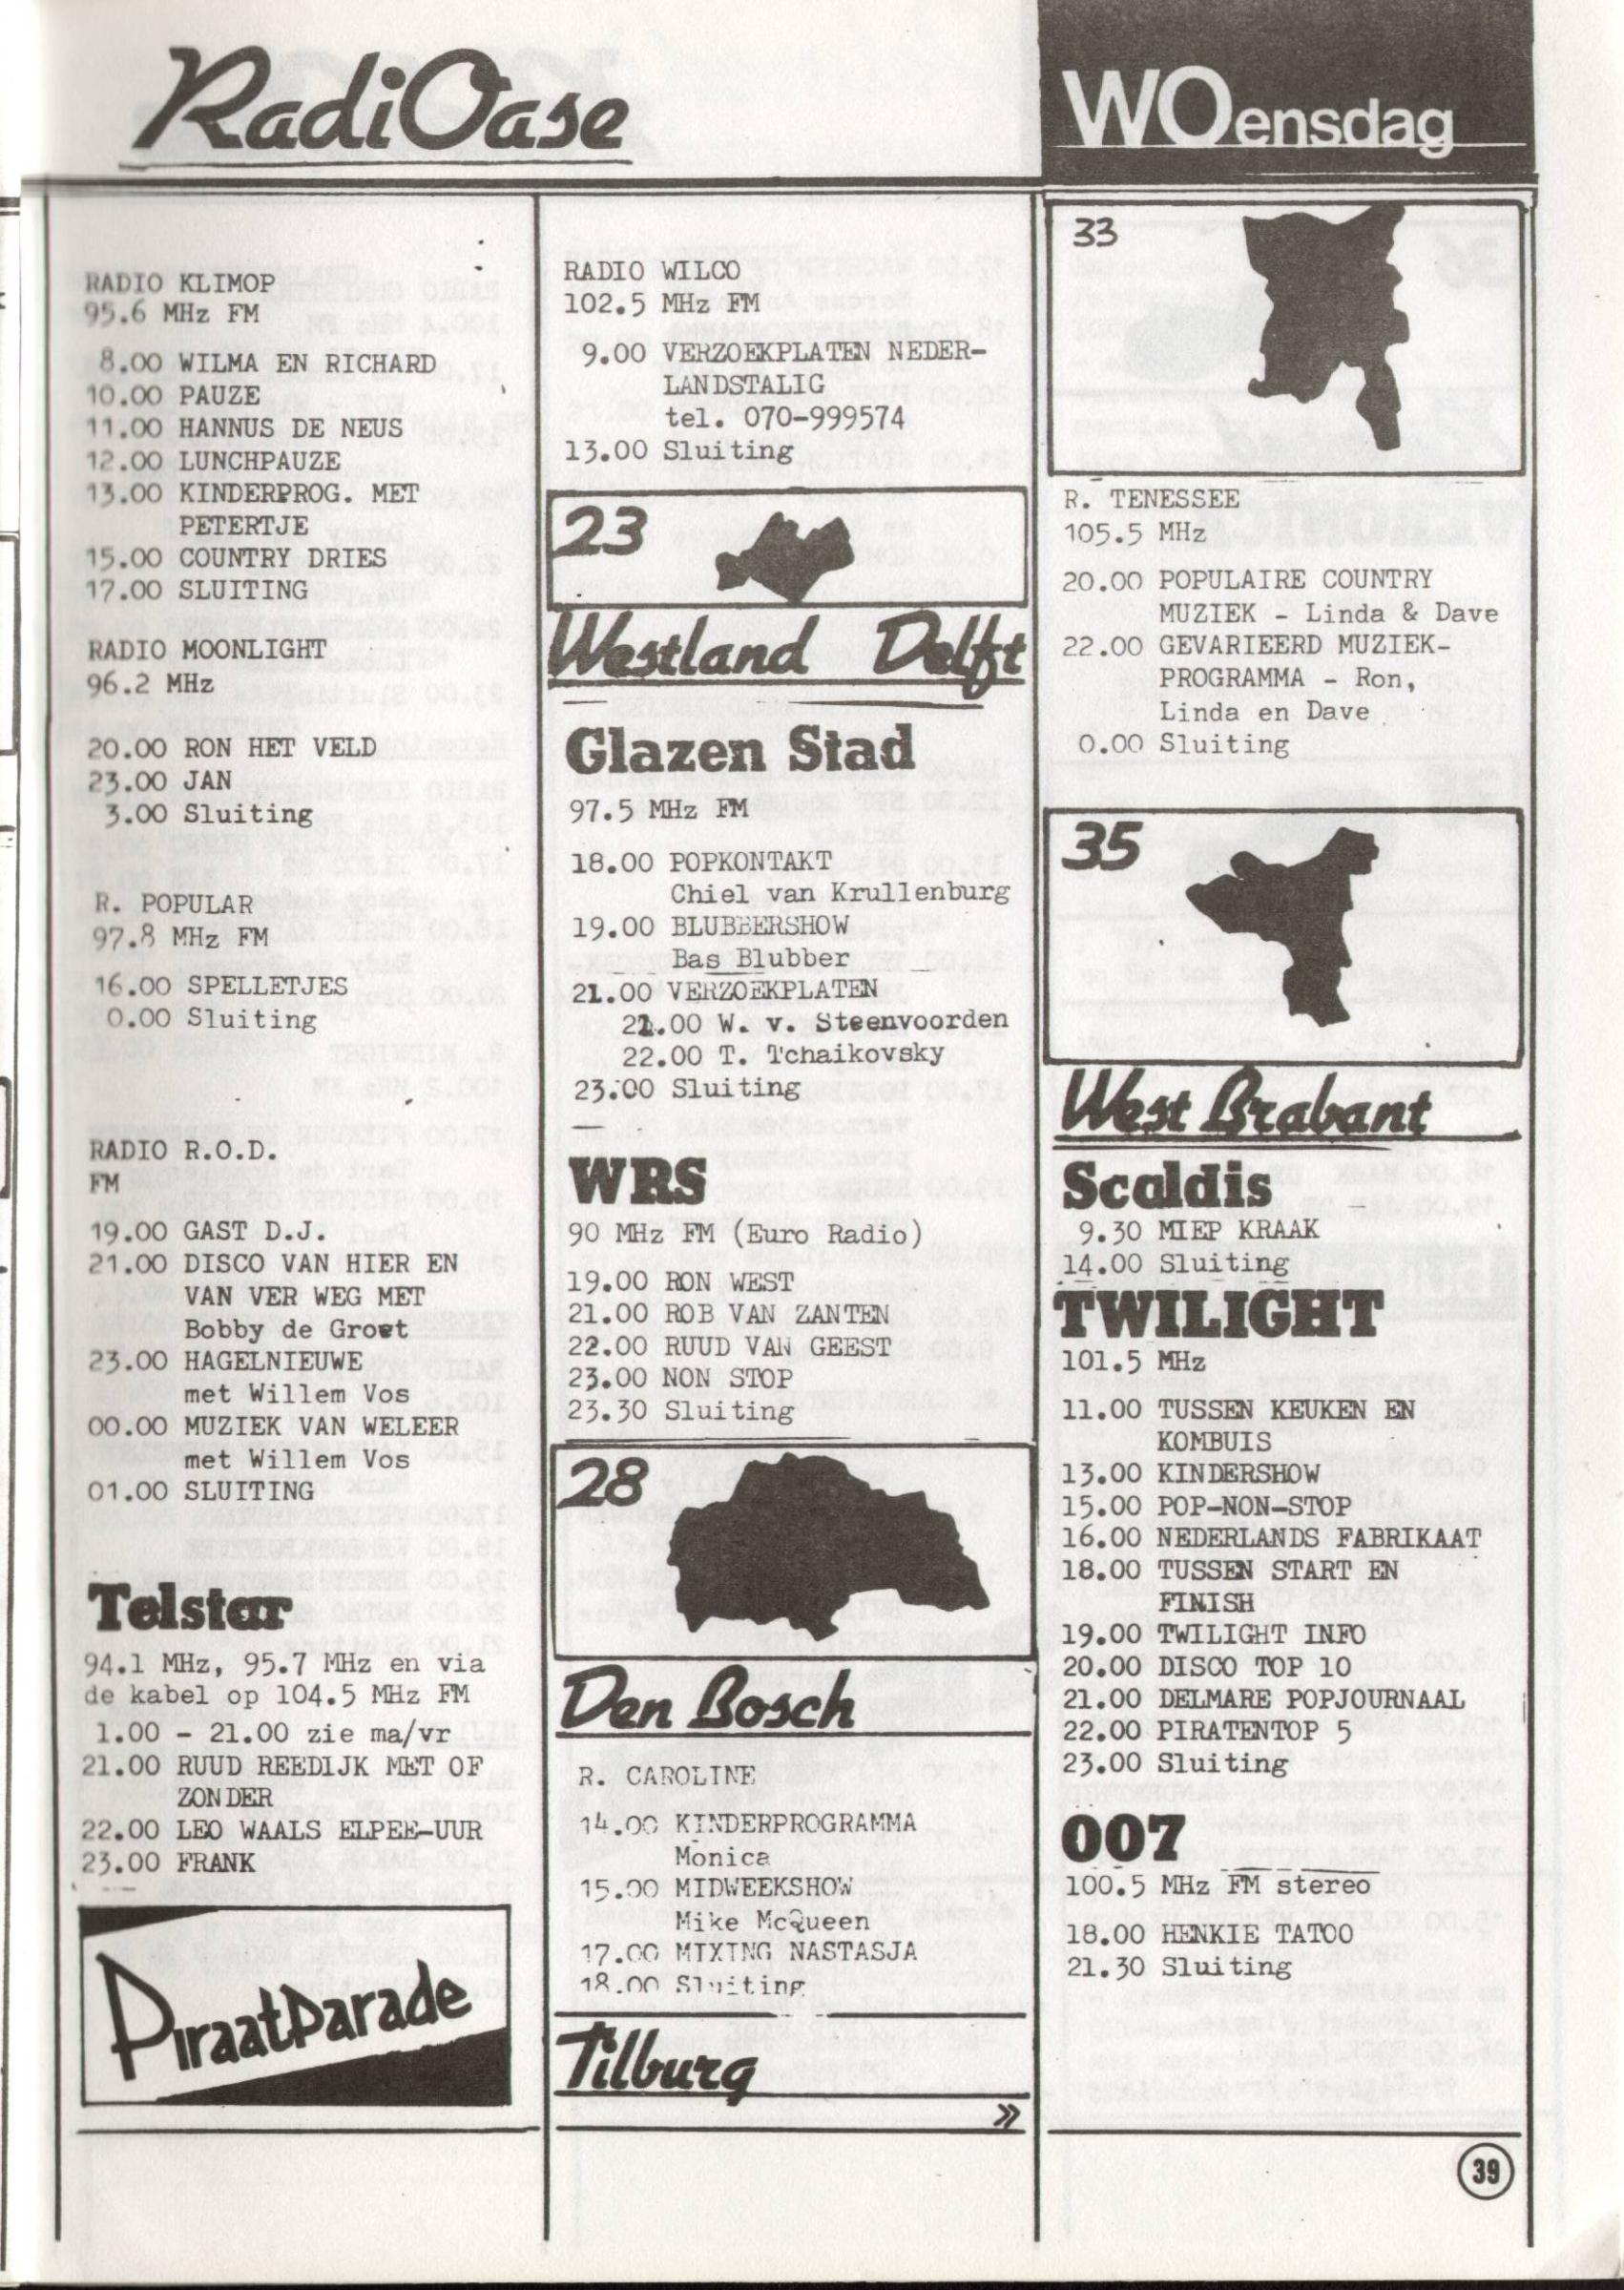 RadiOase
WOensdag
RADIO KLIMOP
95.6 MHz FM
8.00 WILMA EN RICHARD
10.00 PAUZE
11.00 HANNUS DE NEUS
12.00 LUNCHPAUZE
13.00 KINDERPROG. MET
PETERTJE
15.00 COUNTRY DRIES
17.00 SLUITING
RADIO MOONLIGHT
96.2 MHz
20.00 RON HET VELD
23.00 JAN
3.00 Sluiting
R. POPULAR
97.8 MHz FM
16.00 SPELLETJES
0.00 Sluiting
RADIO R.O.D.
FM
19.00 GAST D.J.
21.00 DISCO VAN HIER EN
VAN VER WEG MET
Bobby de Groet
23.00 HAGELNIEUWE
met Willem Vos
00.00 MUZIEK VAN WELEER
met Willem Vos
01.00 SLUITING
Telstar
94.1 MHz, 95.7 MHz en via
de kabel op 104.5 MHz FM
1.00 - 21.00 zie ma/vr
21.00 RUUD REEDIJK MET OF
ZONDER
22.00 LEO WAALS ELPEE-UUR
23.00 FRANK
PiraatParade
RADIO WILCO
102.5 MHz FM
9.00 VERZOEKPLATEN NEDER-
LANDSTALIG
tel. 070-999574
13.00 Sluiting
23
Westland Delft
Glazen Stad
97.5 MHz FM
18.00 POPKONTAKT
Chiel van Krullenburg
19.00 BLUBBERSHOW
Bas Blubber
21.00 VERZOEKPLATEN
21.00 W. v. Steenvoorden
22.00 T. Tchaikovsky
23.00 Sluiting
WRS
90 MHz FM (Euro Radio)
19.00 RON WEST
21.00 ROB VAN ZANTEN
22.00 RUUD VAN GEEST
23.00 NON STOP
23.30 Sluiting
28
Den Bosch
R. CAROLINE
14.00 KINDERPROGRAMMA
Monica
15.00 MIDWEEKSHOW
Mike McQueen
17.00 MIXING NASTASJA
18.00 Sluiting
Tilburg
»
33
R. TENESSEE
105.5 MHz
20.00 POPULAIRE COUNTRY
MUZIEK - Linda & Dave
22.00 GEVARIEERD MUZIEK-
PROGRAMMA - Ron,
Linda en Dave
0.00 Sluiting
35
West Brabant
Scaldis
9.30 MIEP KRAAK
14.00 Sluiting
TWILIGHT
101.5 MHz
11.00 TUSSEN KEUKEN EN
KOMBUIS
13.00 KINDERSHOW
15.00 POP-NON-STOP
16.00 NEDERLANDS FABRIKAAT
18.00 TUSSEN START EN
FINISH
19.00 TWILIGHT INFO
20.00 DISCO TOP 10
21.00 DELMARE POPJOURNAAL
22.00 PIRATENTOP 5
23.00 Sluiting
007
100.5 MHz FM stereo
18.00 HENKIE TATOO
21.30 Sluiting
39